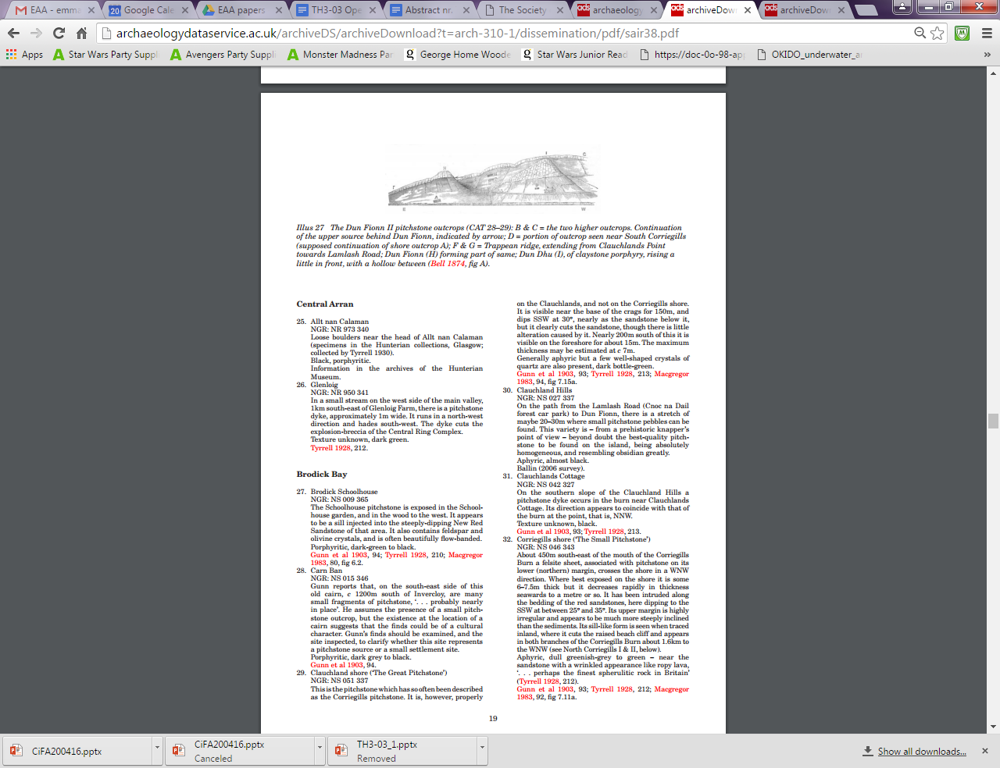 EAA - emma
Google Cale
EAA papers
TH3-03 Ope
Abstract nr.
The Society
archaeology
archiveDow
archiveDow
archaeologydataservice.ac.uk/archiveDS/archiveDownload?t=arch-310-1/dissemination/pdf/sair38.pdf
Apps
Star Wars Party Suppl
Avengers Party Suppli
Monster Madness Par
George Home Woode
Star Wars Junior Read
https://doc-0o-98-app
OKIDO_underwater_a
»
Illus 27 The Dun Fionn II pitchstone outcrops (CAT 28–29): B & C = the two higher outcrops. Continuation
of the upper source behind Dun Fionn, indicated by arrow; D = portion of outcrop seen near South Corriegills
(supposed continuation of shore outcrop A); F & G = Trappean ridge, extending from Clauchlands Point
towards Lamlash Road; Dun Fionn (H) forming part of same; Dun Dhu (I), of claystone porphyry, rising a
little in front, with a hollow between (Bell 1874, fig A).
Central Arran
25. Allt nan Calaman
NGR: NR 973 340
Loose boulders near the head of Allt nan Calaman
(specimens in the Hunterian collections, Glasgow;
collected by Tyrrell 1930).
Black, porphyritic.
Information in the archives of the Hunterian
Museum.
26. Glenloig
NGR: NR 950 341
In a small stream on the west side of the main valley,
1km south-east of Glenloig Farm, there is a pitchstone
dyke, approximately 1m wide. It runs in a north-west
direction and hades south-west. The dyke cuts the
explosion-breccia of the Central Ring Complex.
Texture unknown, dark green.
Tyrrell 1928, 212.
Brodick Bay
27. Brodick Schoolhouse
NGR: NS 009 365
The Schoolhouse pitchstone is exposed in the School-
house garden, and in the wood to the west. It appears
to be a sill injected into the steeply-dipping New Red
Sandstone of that area. It also contains feldspar and
olivine crystals, and is often beautifully flow-banded.
Porphyritic, dark-green to black.
Gunn et al 1903, 94; Tyrrell 1928, 210; Macgregor
1983, 80, fig 6.2.
28. Carn Ban
NGR: NS 015 346
Gunn reports that, on the south-east side of this
old cairn, c 1200m south of Invercloy, are many
small fragments of pitchstone, ‘. . . probably nearly
in place’. He assumes the presence of a small pitch-
stone outcrop, but the existence at the location of a
cairn suggests that the finds could be of a cultural
character. Gunn's finds should be examined, and the
site inspected, to clarify whether this site represents
a pitchstone source or a small settlement site.
Porphyritic, dark grey to black.
Gunn et al 1903, 94.
29. Clauchland shore (‘The Great Pitchstone’)
NGR: NS 051 337
This is the pitchstone which has so often been described
as the Corriegills pitchstone. It is, however, properly
on the Clauchlands, and not on the Corriegills shore.
It is visible near the base of the crags for 150m, and
dips SSW at 30°, nearly as the sandstone below it,
but it clearly cuts the sandstone, though there is little
alteration caused by it. Nearly 200m south of this it is
visible on the foreshore for about 15m. The maximum
thickness may be estimated at c 7m.
Generally aphyric but a few well-shaped crystals of
quartz are also present, dark bottle-green.
Gunn et al 1903, 93; Tyrrell 1928, 213; Macgregor
1983, 94, fig 7.15a.
30. Clauchland Hills
NGR: NS 027 337
On the path from the Lamlash Road (Cnoc na Dail
forest car park) to Dun Fionn, there is a stretch of
maybe 20–30m where small pitchstone pebbles can be
found. This variety is – from a prehistoric knapper's
point of view – beyond doubt the best-quality pitch-
stone to be found on the island, being absolutely
homogeneous, and resembling obsidian greatly.
Aphyric, almost black.
Ballin (2006 survey).
31. Clauchlands Cottage
NGR: NS 042 327
On the southern slope of the Clauchland Hills a
pitchstone dyke occurs in the burn near Clauchlands
Cottage. Its direction appears to coincide with that of
the burn at the point, that is, NNW.
Texture unknown, black.
Gunn et al 1903, 93; Tyrrell 1928, 213.
32. Corriegills shore (‘The Small Pitchstone’)
NGR: NS 046 343
About 450m south-east of the mouth of the Corriegills
Burn a felsite sheet, associated with pitchstone on its
lower (northern) margin, crosses the shore in a WNW
direction. Where best exposed on the shore it is some
6–7.5m thick but it decreases rapidly in thickness
seawards to a metre or so. It has been intruded along
the bedding of the red sandstones, here dipping to the
SSW at between 25° and 35°. Its upper margin is highly
irregular and appears to be much more steeply inclined
than the sediments. Its sill-like form is seen when traced
inland, where it cuts the raised beach cliff and appears
in both branches of the Corriegills Burn about 1.6km to
the WNW (see North Corriegills I & II, below).
Aphyric, dull greenish-grey to green – near the
sandstone with a wrinkled appearance like ropy lava,
‘. . . perhaps the finest spherulitic rock in Britain’
(Tyrrell 1928, 212).
Gunn et al 1903, 93; Tyrrell 1928, 212; Macgregor
1983, 92, fig 7.11a.
19
CiFA200416.pptx
CiFA200416.pptx
Canceled
TH3-03_1.pptx
Removed
Show all downloads...